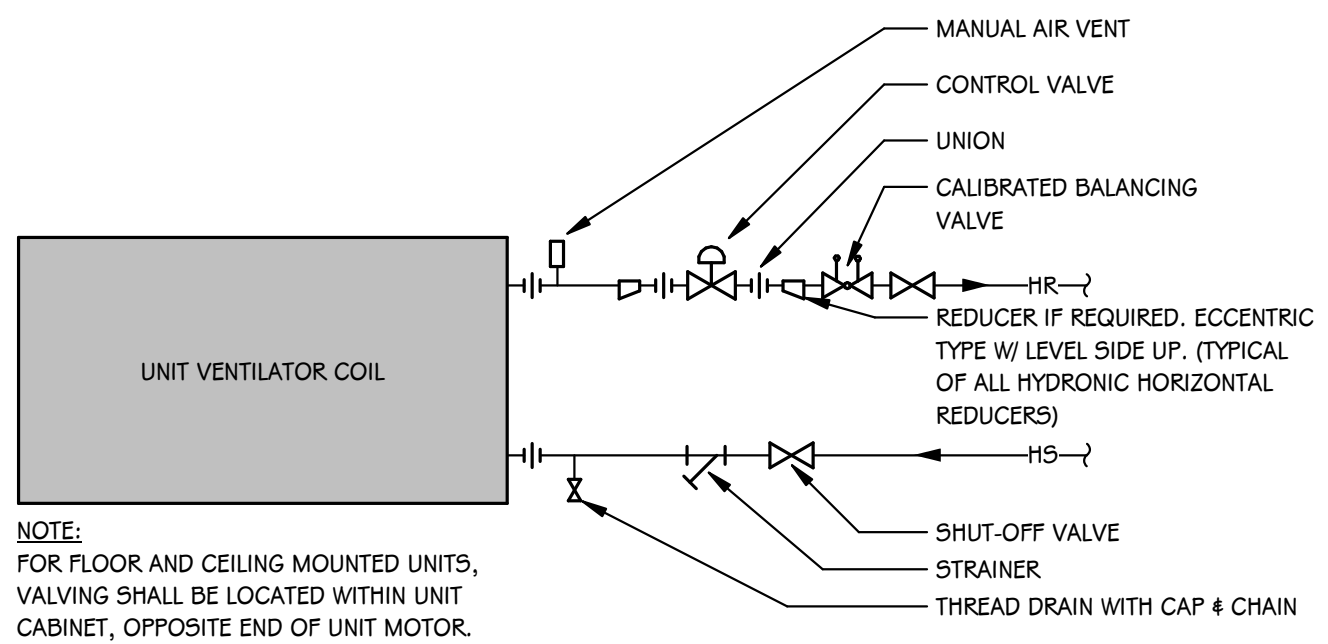 MANUAL AIR VENT
CONTROL VALVE
UNION
CALIBRATED BALANCING
VALVE
HR
REDUCER IF REQUIRED. ECCENTRIC
TYPE W/ LEVEL SIDE UP. (TYPICAL
OF ALL HYDRONIC HORIZONTAL
REDUCERS)
UNIT VENTILATOR COIL
HS
SHUT-OFF VALVE
STRAINER
THREAD DRAIN WITH CAP & CHAIN
NOTE:
FOR FLOOR AND CEILING MOUNTED UNITS,
VALVING SHALL BE LOCATED WITHIN UNIT
CABINET, OPPOSITE END OF UNIT MOTOR.